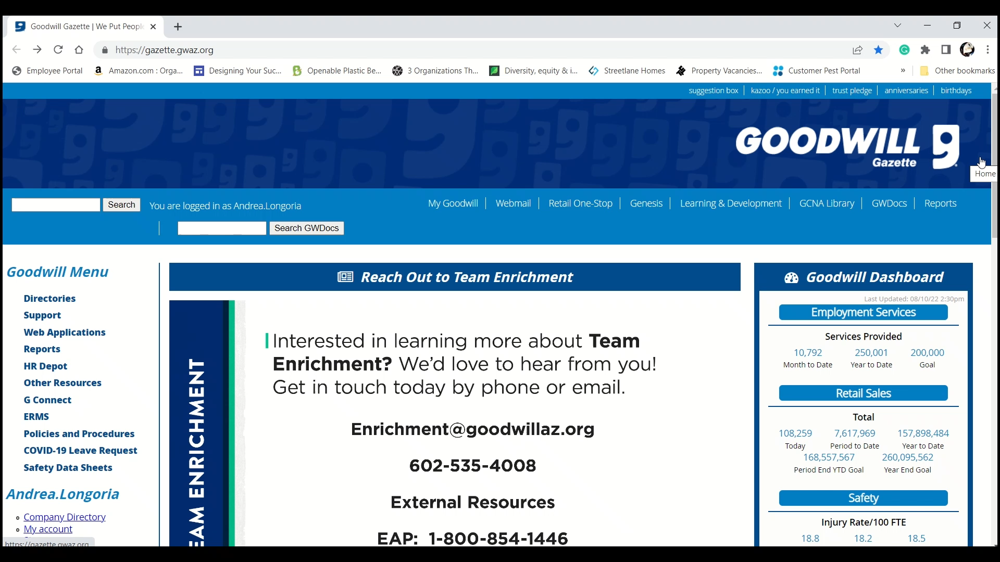 Goodwill Gazette | We Put People
https://gazette.gwaz.org
Employee Portal
Amazon.com : Orga...
Designing Your Suc...
Openable Plastic Be...
3 Organizations Th...
Diversity, equity & i...
Streetlane Homes
Property Vacancies...
Customer Pest Portal
»
Other bookmarks
suggestion box | kazoo / you earned it | trust pledge | anniversaries | birthdays
GOODWILL
Gazette
Home
Search
You are logged in as Andrea.Longoria
My Goodwill | Webmail | Retail One-Stop | Genesis | Learning & Development | GCNA Library | GWDocs | Reports
Search GWDocs
Goodwill Menu
Directories
Support
Web Applications
Reports
HR Depot
Other Resources
G Connect
ERMS
Policies and Procedures
COVID-19 Leave Request
Safety Data Sheets
Andrea.Longoria
Company Directory
My account
https://gazette.gwaz.org
Reach Out to Team Enrichment
EAM ENRICHMENT
Interested in learning more about Team
Enrichment? We'd love to hear from you!
Get in touch today by phone or email.
Enrichment@goodwillaz.org
602-535-4008
External Resources
EAP: 1-800-854-1446
Goodwill Dashboard
Last Updated: 08/10/22 2:30pm
Employment Services
Services Provided
10,792 250,001 200,000
Month to Date Year to Date Goal
Retail Sales
Total
108,259 7,617,969 157,898,484
Today Period to Date Year to Date
168,557,567 260,095,562
Period End YTD Goal Year End Goal
Safety
Injury Rate/100 FTE
18.8 18.2 18.5